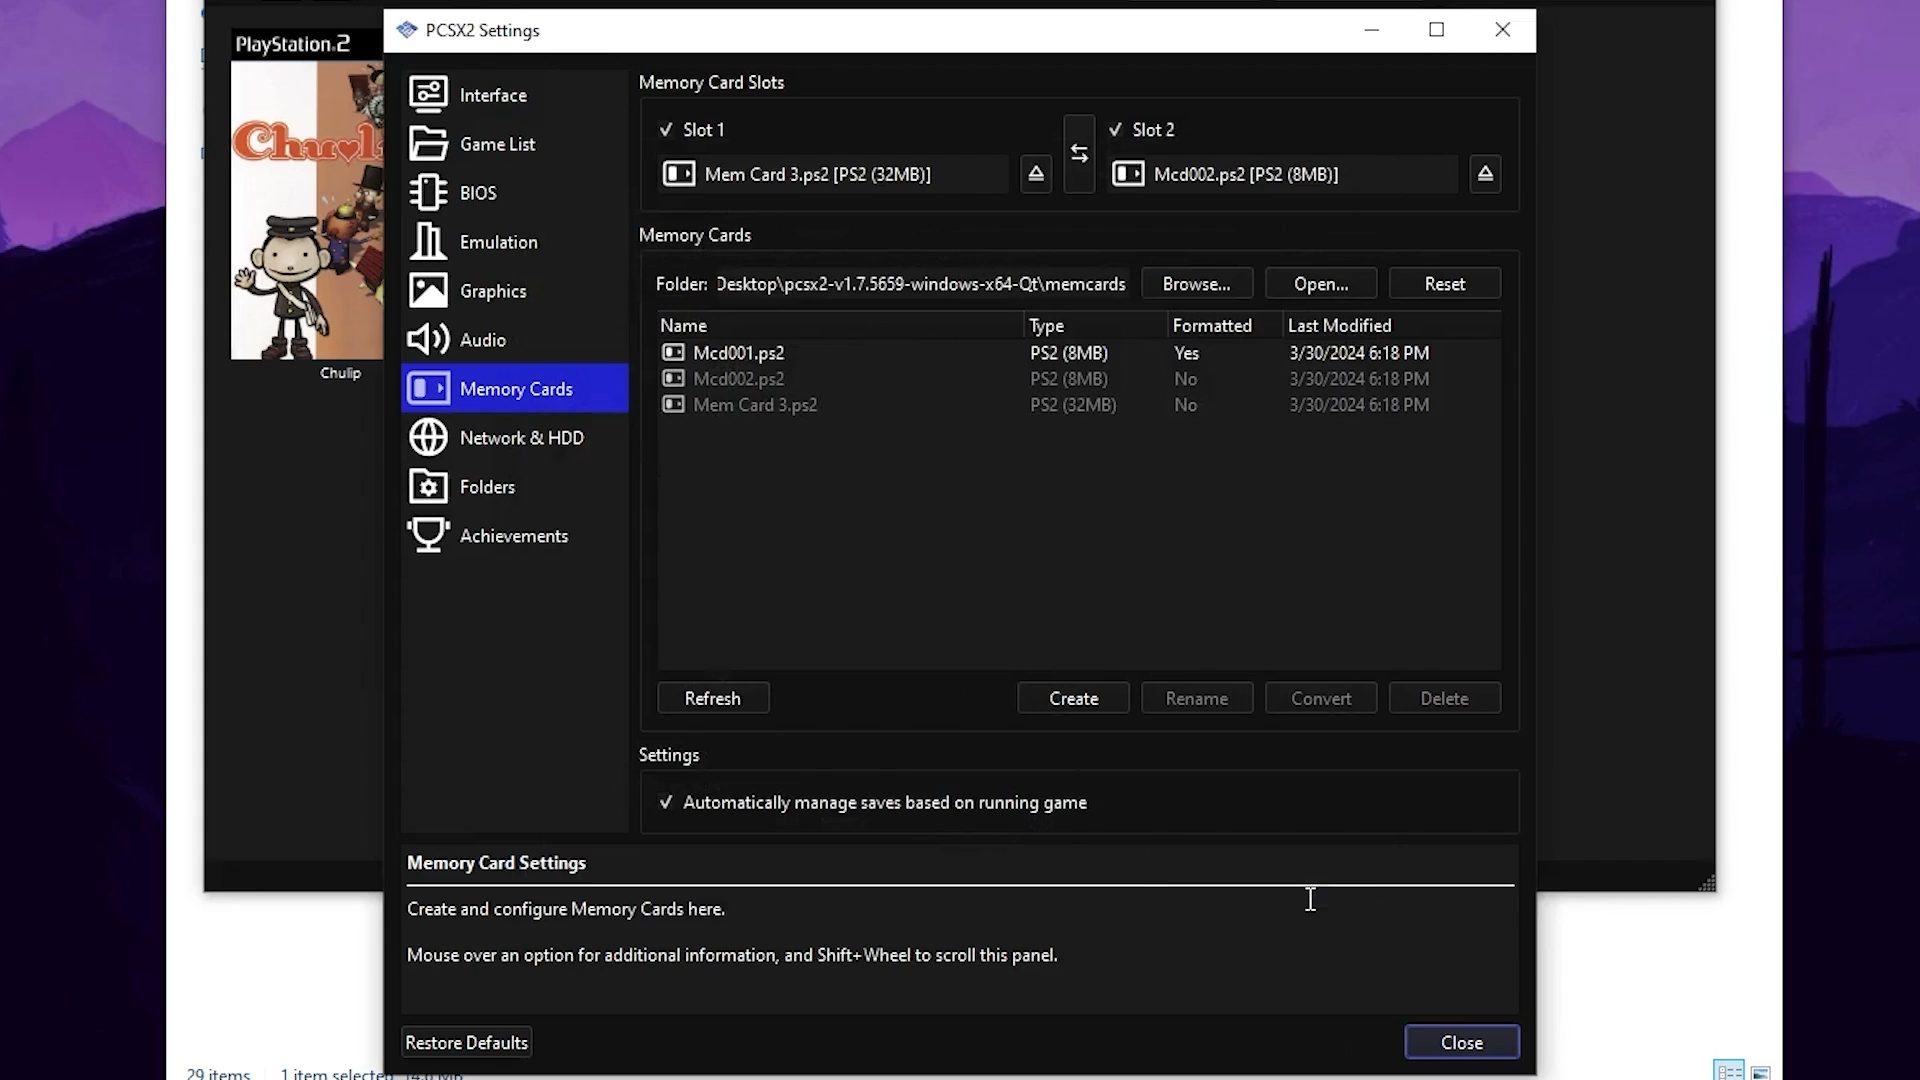 PCSX2 Settings
PlayStation.2
Chulip
Interface
Game List
BIOS
Emulation
Graphics
Audio
Memory Cards
Network & HDD
Folders
Achievements
Memory Card Slots
Slot 1
Slot 2
Mem Card 3.ps2 [PS2 (32MB)]
Mcd002.ps2 [PS2 (8MB)]
Memory Cards
Folder: Desktop\pcsx2-v1.7.5659-windows-x64-Qt\memcards Browse... Open... Reset
Name Type Formatted Last Modified
Mcd001.ps2 PS2 (8MB) Yes 3/30/2024 6:18 PM
Mcd002.ps2 PS2 (8MB) No 3/30/2024 6:18 PM
Mem Card 3.ps2 PS2 (32MB) No 3/30/2024 6:18 PM
Refresh Create Rename Convert Delete
Settings
Automatically manage saves based on running game
Memory Card Settings
Create and configure Memory Cards here.
Mouse over an option for additional information, and Shift+Wheel to scroll this panel.
Restore Defaults Close
29 items 1 item selected